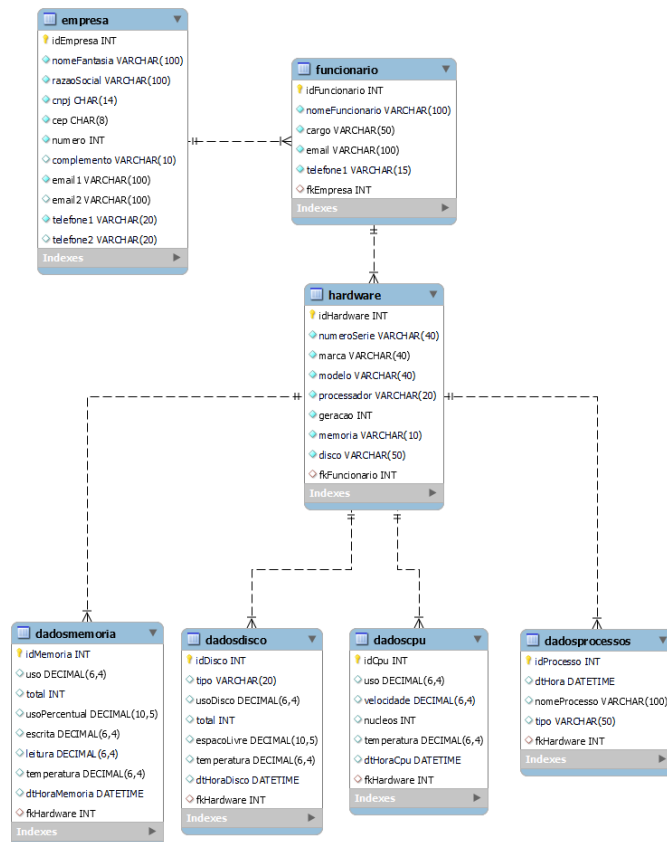 empresa
idEmpresa INT
nomeFantasia VARCHAR(100)
razaoSocial VARCHAR(100)
cnpj CHAR(14)
cep CHAR(8)
numero INT
complemento VARCHAR(10)
email1 VARCHAR(100)
email2 VARCHAR(100)
telefone1 VARCHAR(20)
telefone2 VARCHAR(20)
Indexes
funcionario
idFuncionario INT
nomeFuncionario VARCHAR(100)
cargo VARCHAR(50)
email VARCHAR(100)
telefone1 VARCHAR(15)
fkEmpresa INT
Indexes
hardware
idHardware INT
numeroSerie VARCHAR(40)
marca VARCHAR(40)
modelo VARCHAR(40)
processador VARCHAR(20)
geracao INT
memoria VARCHAR(10)
disco VARCHAR(50)
fkFuncionario INT
Indexes
dadosmemoria
idMemoria INT
uso DECIMAL(6,4)
total INT
usoPercentual DECIMAL(10,5)
escrita DECIMAL(6,4)
leitura DECIMAL(6,4)
temperatura DECIMAL(6,4)
dtHoraMemoria DATETIME
fkHardware INT
Indexes
dadosdisco
idDisco INT
tipo VARCHAR(20)
usoDisco DECIMAL(6,4)
total INT
espacoLivre DECIMAL(10,5)
temperatura DECIMAL(6,4)
dtHoraDisco DATETIME
fkHardware INT
Indexes
dadoscpu
idCpu INT
uso DECIMAL(6,4)
velocidade DECIMAL(6,4)
nucleos INT
temperatura DECIMAL(6,4)
dtHoraCpu DATETIME
fkHardware INT
Indexes
dadosprocessos
idProcesso INT
dtHora DATETIME
nomeProcesso VARCHAR(100)
tipo VARCHAR(50)
fkHardware INT
Indexes